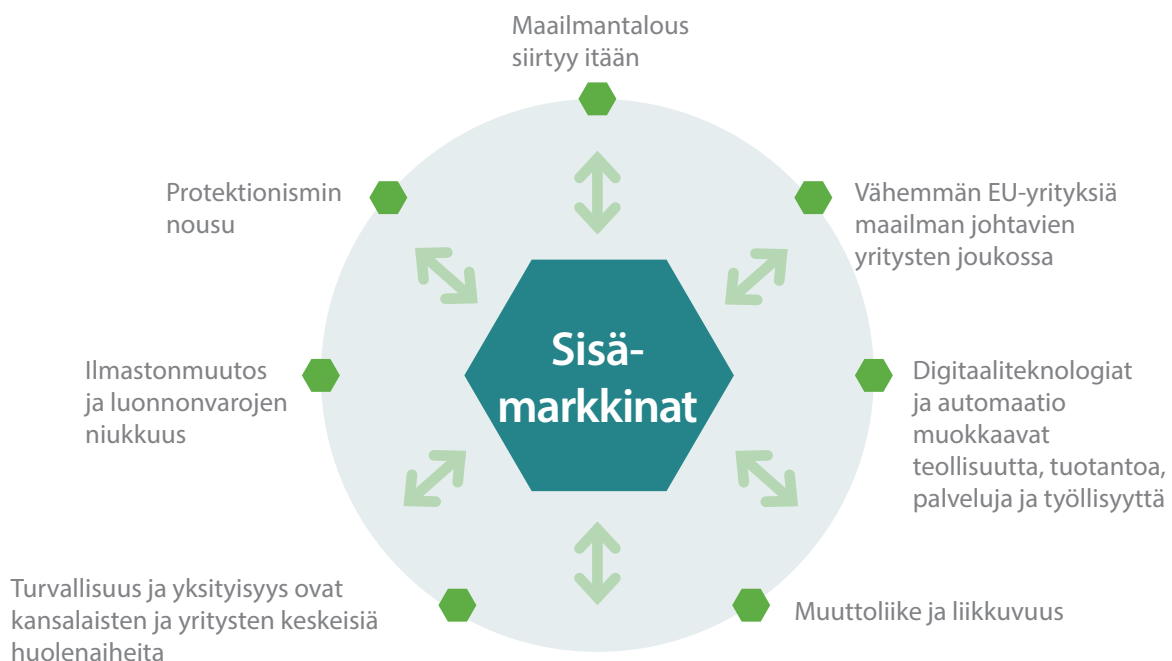 Maailmantalous
siirtyy itään
Protektionismin
nousu
Vähemmän EU-yrityksiä
maailman johtavien
yritysten joukossa
Sisä-
markkinat
Ilmastonmuutos
ja luonnonvarojen
niukkuus
Digitaaliteknologiat
ja automaatio
muokkaavat
teollisuutta, tuotantoa,
palveluja ja työllisyyttä
Turvallisuus ja yksityisyys ovat
kansalaisten ja yritysten keskeisiä
huolenaiheita
Muuttoliike ja liikkuvuus